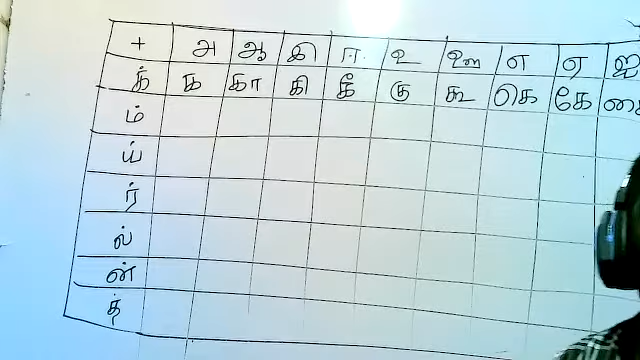 + அ ஆ இ ஈ உ ஊ எ ஏ ஐ
க் க கா கி கீ கு கூ கெ கே கை
ம்
ய்
ர்
ல்
ன்
த்